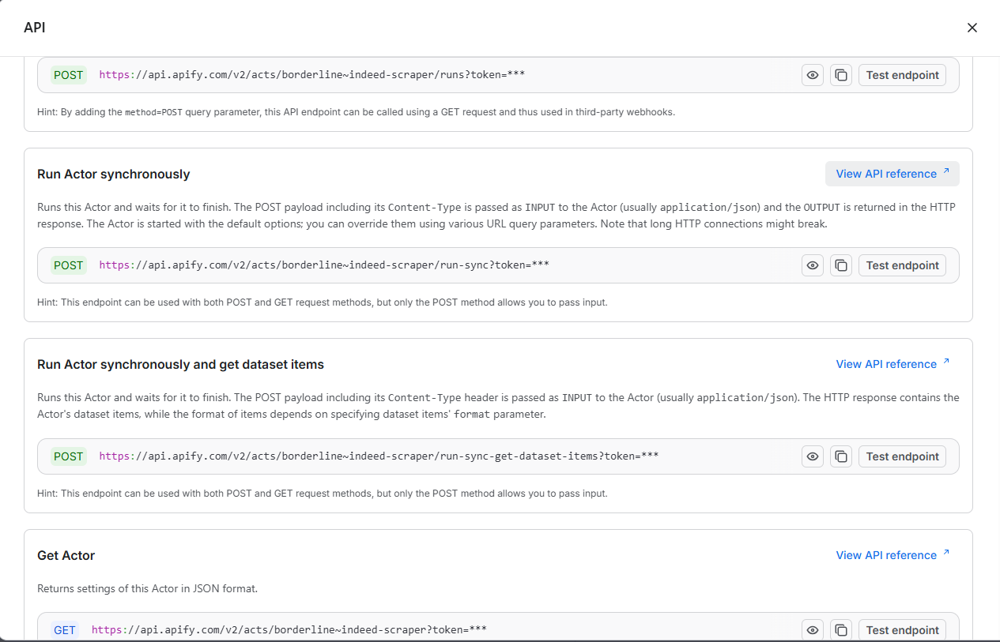 API
POST https://api.apify.com/v2/acts/borderline~indeed-scraper/runs?token=*** Test endpoint
Hint: By adding the method=POST query parameter, this API endpoint can be called using a GET request and thus used in third-party webhooks.
Run Actor synchronously View API reference ↗
Runs this Actor and waits for it to finish. The POST payload including its Content-Type is passed as INPUT to the Actor (usually application/json) and the OUTPUT is returned in the HTTP
response. The Actor is started with the default options; you can override them using various URL query parameters. Note that long HTTP connections might break.
POST https://api.apify.com/v2/acts/borderline~indeed-scraper/run-sync?token=*** Test endpoint
Hint: This endpoint can be used with both POST and GET request methods, but only the POST method allows you to pass input.
Run Actor synchronously and get dataset items View API reference ↗
Runs this Actor and waits for it to finish. The POST payload including its Content-Type header is passed as INPUT to the Actor (usually application/json). The HTTP response contains the
Actor's dataset items, while the format of items depends on specifying dataset items' format parameter.
POST https://api.apify.com/v2/acts/borderline~indeed-scraper/run-sync-get-dataset-items?token=*** Test endpoint
Hint: This endpoint can be used with both POST and GET request methods, but only the POST method allows you to pass input.
Get Actor View API reference ↗
Returns settings of this Actor in JSON format.
GET https://api.apify.com/v2/acts/borderline~indeed-scraper?token=*** Test endpoint